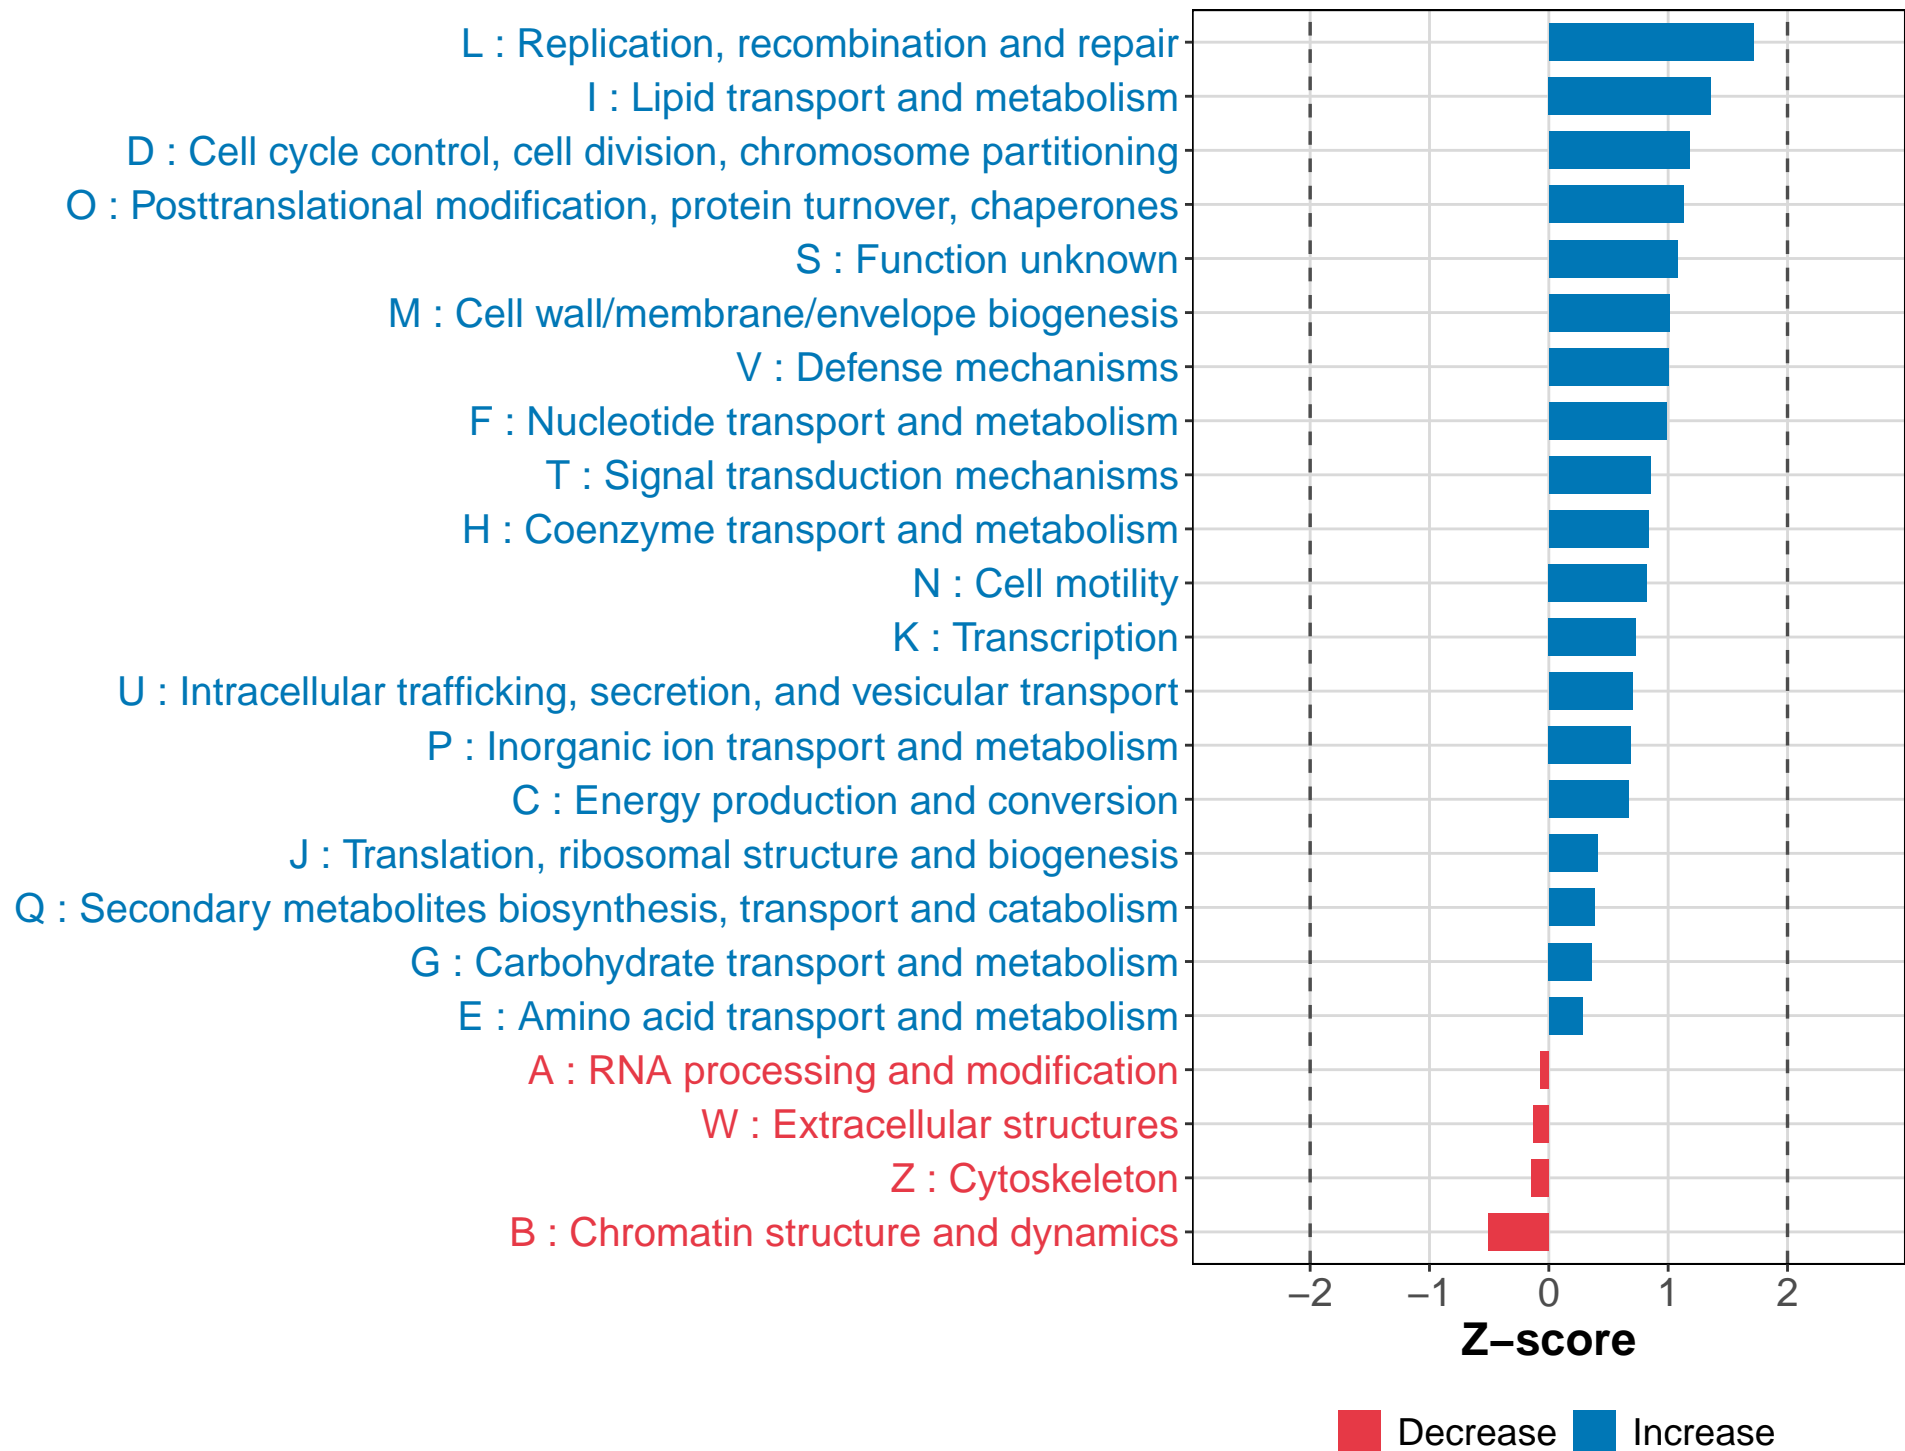 L : Replication, recombination and repair
I : Lipid transport and metabolism
D : Cell cycle control, cell division, chromosome partitioning
O : Posttranslational modification, protein turnover, chaperones
S : Function unknown
M : Cell wall/membrane/envelope biogenesis
V : Defense mechanisms
F : Nucleotide transport and metabolism
T : Signal transduction mechanisms
H : Coenzyme transport and metabolism
N : Cell motility
K : Transcription
U : Intracellular trafficking, secretion, and vesicular transport
P : Inorganic ion transport and metabolism
C : Energy production and conversion
J : Translation, ribosomal structure and biogenesis
Q : Secondary metabolites biosynthesis, transport and catabolism
G : Carbohydrate transport and metabolism
E : Amino acid transport and metabolism
A : RNA processing and modification
W : Extracellular structures
Z : Cytoskeleton
B : Chromatin structure and dynamics
−2 −1 0 1 2
Z−score
Decrease Increase